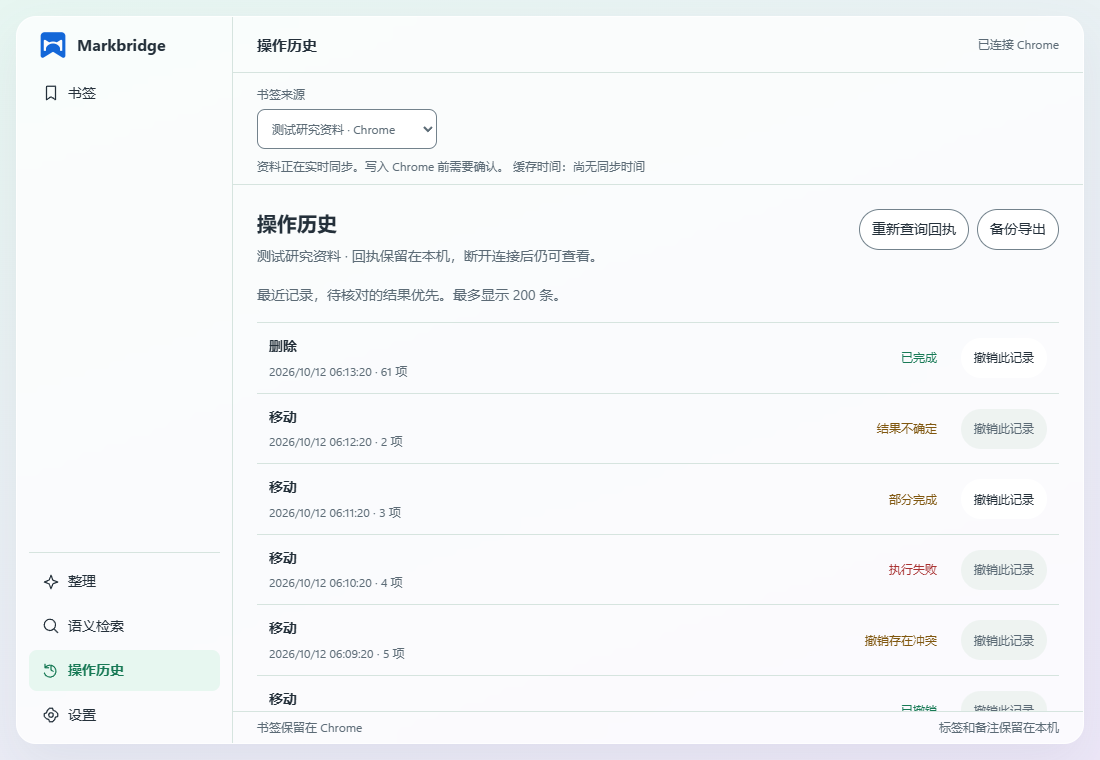 Markbridge
书签
整理
语义检索
操作历史
设置
操作历史
已连接 Chrome
书签来源
测试研究资料 · Chrome
资料正在实时同步。写入 Chrome 前需要确认。 缓存时间：尚无同步时间
操作历史
重新查询回执
备份导出
测试研究资料 · 回执保留在本机，断开连接后仍可查看。
最近记录，待核对的结果优先。最多显示 200 条。
删除
2026/10/12 06:13:20 · 61 项
已完成
撤销此记录
移动
2026/10/12 06:12:20 · 2 项
结果不确定
撤销此记录
移动
2026/10/12 06:11:20 · 3 项
部分完成
撤销此记录
移动
2026/10/12 06:10:20 · 4 项
执行失败
撤销此记录
移动
2026/10/12 06:09:20 · 5 项
撤销存在冲突
撤销此记录
移动
已撤销
撤销此记录
书签保留在 Chrome
标签和备注保留在本机